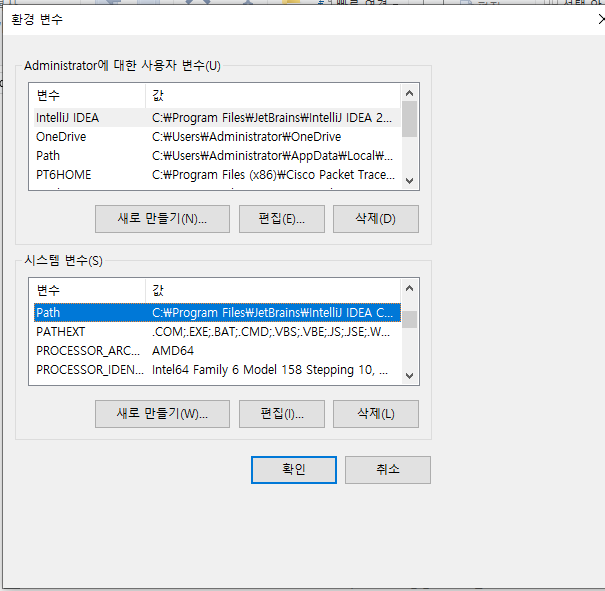 환경 변수
Administrator에 대한 사용자 변수(U)
변수 값
IntelliJ IDEA C:₩Program Files₩JetBrains₩IntelliJ IDEA 2...
OneDrive C:₩Users₩Administrator₩OneDrive
Path C:₩Users₩Administrator₩AppData₩Local₩...
PT6HOME C:₩Program Files (x86)₩Cisco Packet Trace...
새로 만들기(N)... 편집(E)... 삭제(D)
시스템 변수(S)
변수 값
Path C:₩Program Files₩JetBrains₩IntelliJ IDEA C...
PATHEXT .COM;.EXE;.BAT;.CMD;.VBS;.VBE;.JS;.JSE;.W...
PROCESSOR_ARC... AMD64
PROCESSOR_IDEN... Intel64 Family 6 Model 158 Stepping 10, ...
새로 만들기(W)... 편집(I)... 삭제(L)
확인 취소